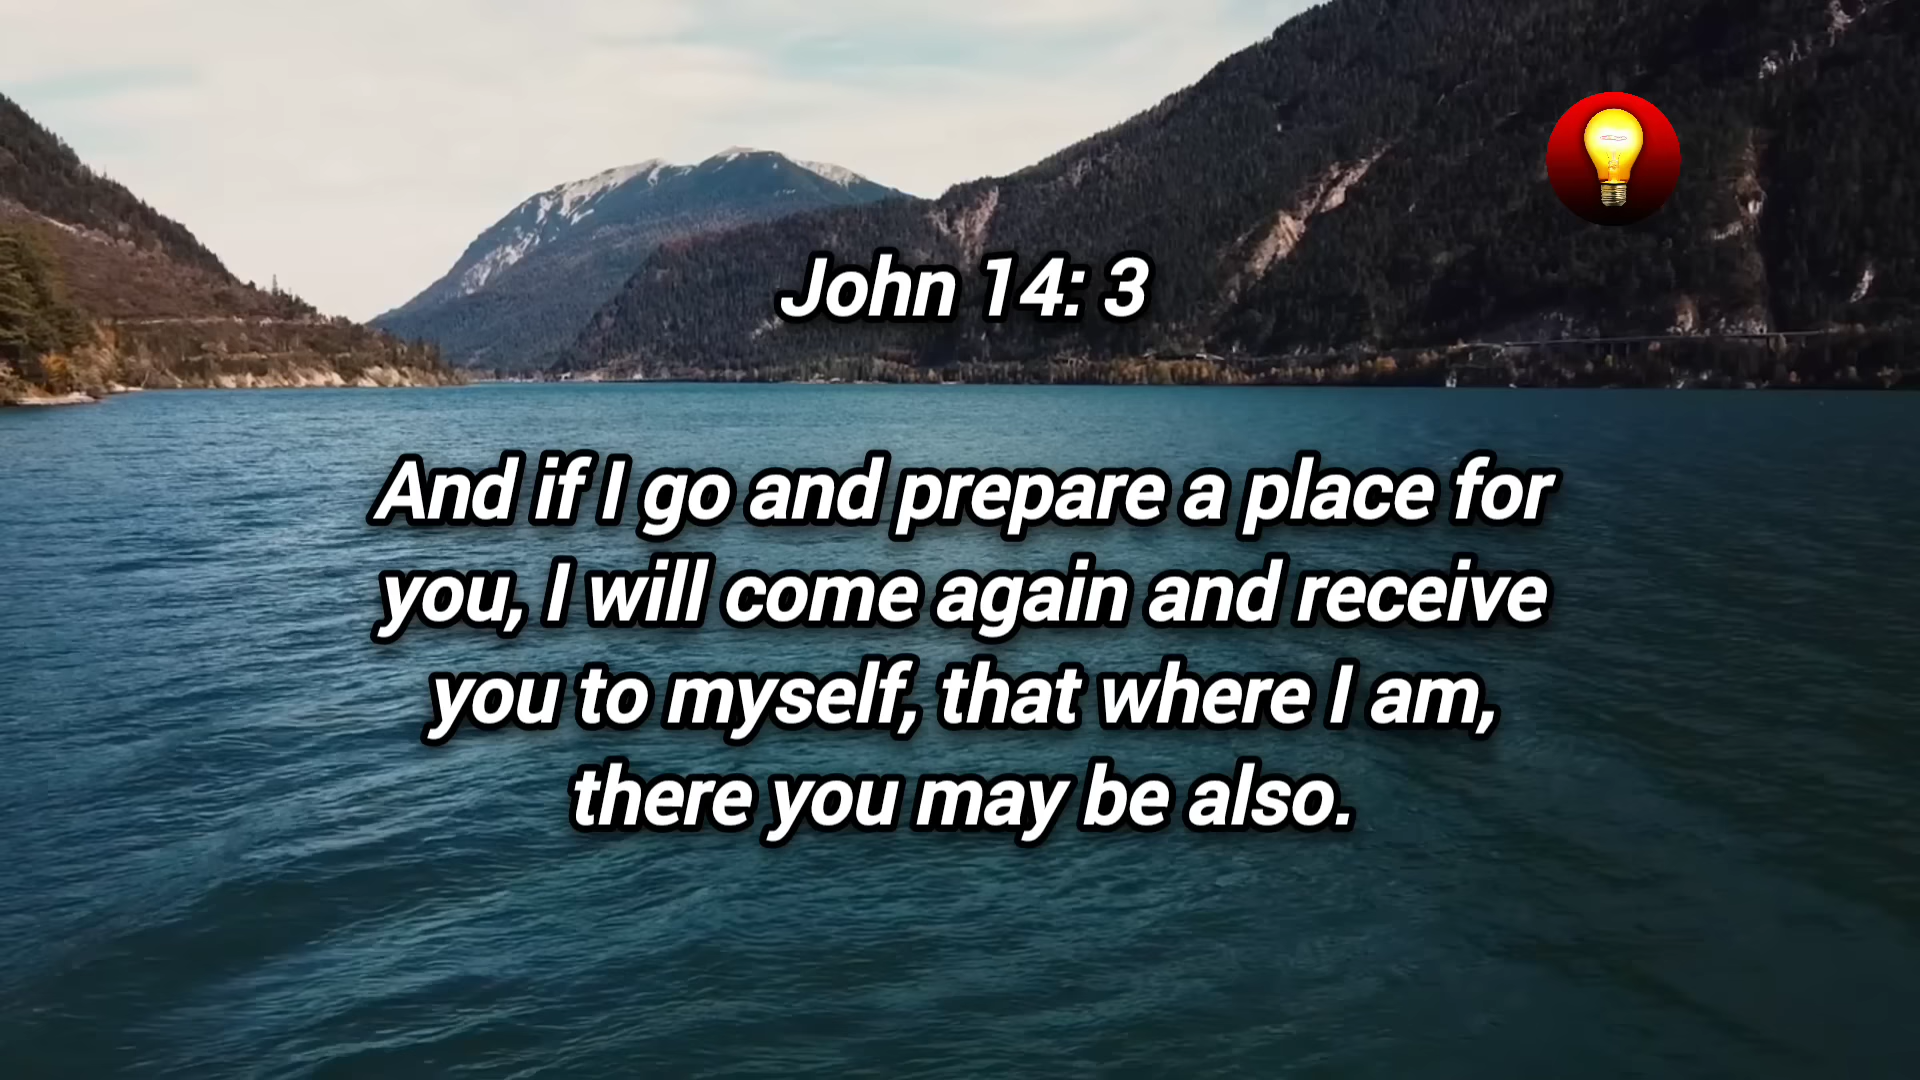 John 14: 3
And if I go and prepare a place for
you, I will come again and receive
you to myself, that where I am,
there you may be also.